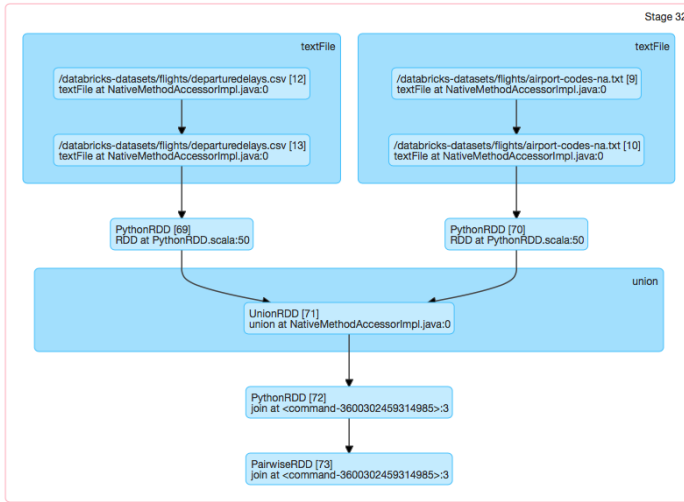 Stage 32
textFile
textFile
/databricks-datasets/flights/departuredelays.csv [12]
textFile at NativeMethodAccessorImpl.java:0
/databricks-datasets/flights/airport-codes-na.txt [9]
textFile at NativeMethodAccessorImpl.java:0
/databricks-datasets/flights/departuredelays.csv [13]
textFile at NativeMethodAccessorImpl.java:0
/databricks-datasets/flights/airport-codes-na.txt [10]
textFile at NativeMethodAccessorImpl.java:0
PythonRDD [69]
RDD at PythonRDD.scala:50
PythonRDD [70]
RDD at PythonRDD.scala:50
union
UnionRDD [71]
union at NativeMethodAccessorImpl.java:0
PythonRDD [72]
join at <command-3600302459314985>:3
PairwiseRDD [73]
join at <command-3600302459314985>:3